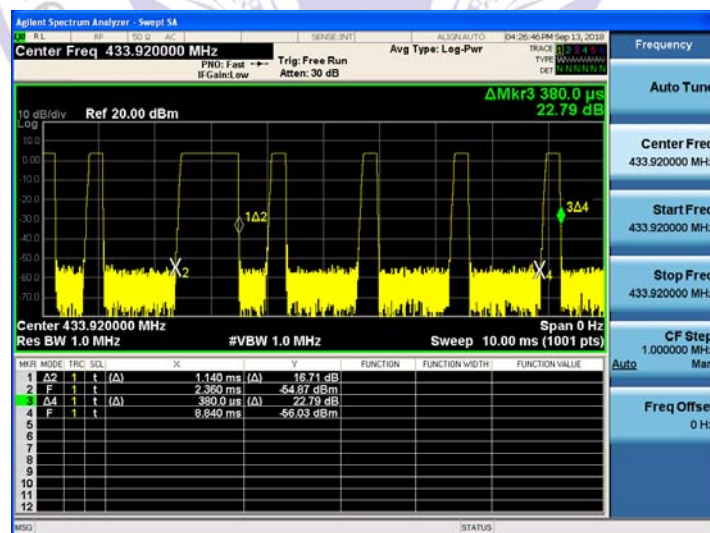 Agilent Spectrum Analyzer - Swept SA
RL RF 50 Ω AC SENSE:INT ALIGNAUTO 04:26:46 PM Sep 13, 2018
Center Freq 433.920000 MHz
PNO: Fast
IFGain:Low
Trig: Free Run
Atten: 30 dB
Avg Type: Log-Pwr
TRACE 1 2 3 4 5 6
TYPE
DET N N N N N N
ΔMkr3 380.0 µs
22.79 dB
10 dB/div Ref 20.00 dBm
Log
10.0
0.00
-10.0
-20.0
-30.0
-40.0
-50.0
-60.0
-70.0
1Δ2
2
3Δ4
4
Center 433.920000 MHz Span 0 Hz
Res BW 1.0 MHz #VBW 1.0 MHz Sweep 10.00 ms (1001 pts)
MKR MODE TRC SCL X Y FUNCTION FUNCTION WIDTH FUNCTION VALUE
1 Δ2 1 t (Δ) 1.140 ms (Δ) 16.71 dB
2 F 1 t 2.360 ms -54.87 dBm
3 Δ4 1 t (Δ) 380.0 µs (Δ) 22.79 dB
4 F 1 t 8.840 ms -56.03 dBm
5
6
7
8
9
10
11
12
MSG STATUS
Frequency
Auto Tune
Center Freq
433.920000 MHz
Start Freq
433.920000 MHz
Stop Freq
433.920000 MHz
CF Step
1.000000 MHz
Auto Man
Freq Offset
0 Hz